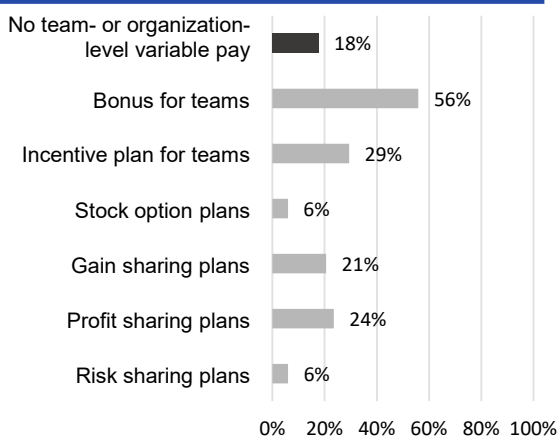 No team- or organization-
level variable pay
18%
Bonus for teams
56%
Incentive plan for teams
29%
Stock option plans
6%
Gain sharing plans
21%
Profit sharing plans
24%
Risk sharing plans
6%
0% 20% 40% 60% 80% 100%